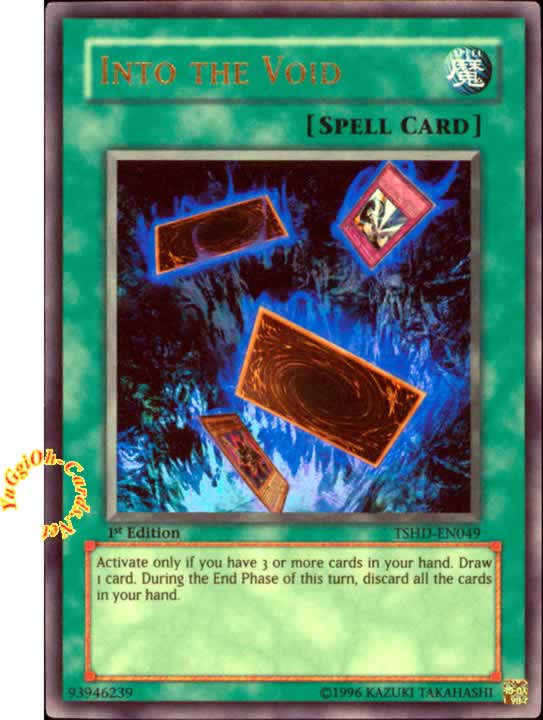 INTO THE VOID
魔
[SPELL CARD]
YuGgiOh-Cards.Net
1st Edition
TSHD-EN049
Activate only if you have 3 or more cards in your hand. Draw
1 card. During the End Phase of this turn, discard all the cards
in your hand.
93946239
©1996 KAZUKI TAKAHASHI